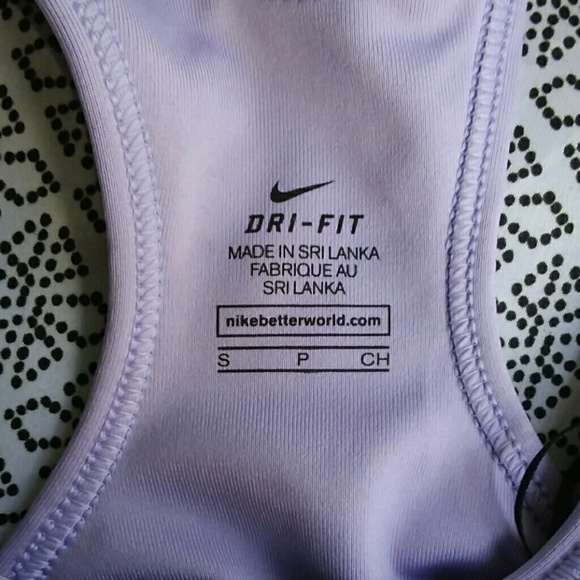 DRI-FIT
MADE IN SRI LANKA
FABRIQUE AU
SRI LANKA
nikebetterworld.com
S P CH